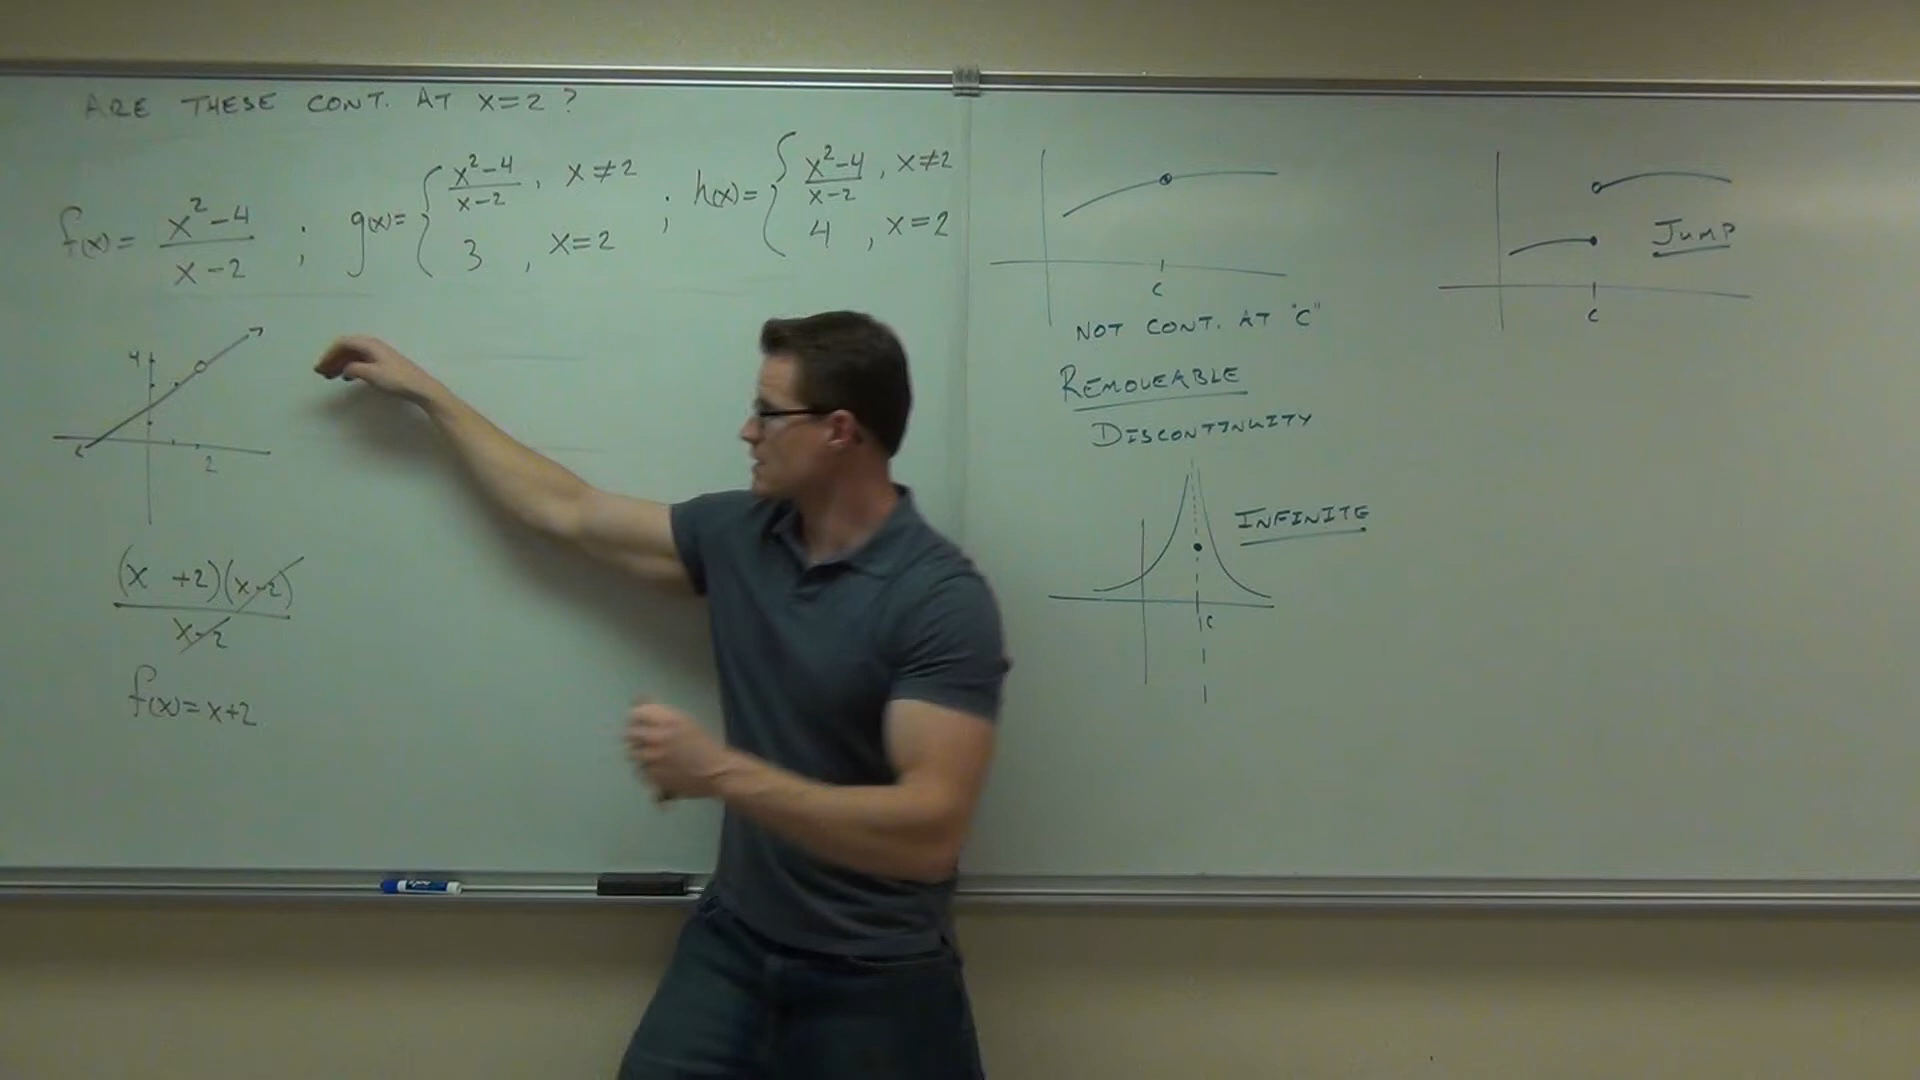 ARE THESE CONT. AT X=2?
f(x) = x²-4 / x-2 ; g(x) = { x²-4 / x-2 , x≠2 ; h(x) = { x²-4 / x-2 , x≠2
3 , x=2
4 , x=2
4
2
(x +2)(x-2) / x-2
f(x)=x+2
C
NOT CONT. AT "C"
REMOVEABLE
DISCONTINUITY
INFINITE
C
JUMP
C